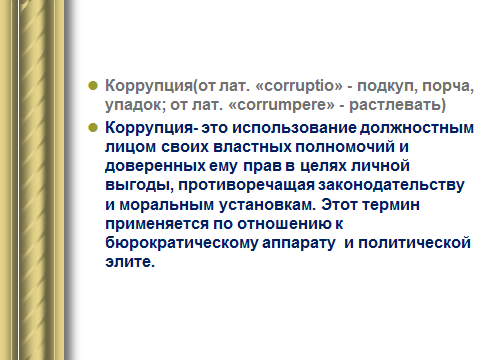 Коррупция(от лат. «corruptio» - подкуп, порча,
упадок; от лат. «corrumpere» - растлевать)
Коррупция- это использование должностным
лицом своих властных полномочий и
доверенных ему прав в целях личной
выгоды, противоречащая законодательству
и моральным установкам. Этот термин
применяется по отношению к
бюрократическому аппарату и политической
элите.